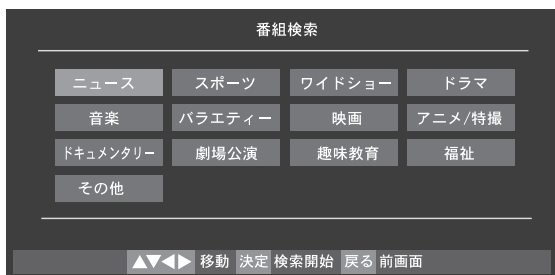 番組検索
ニュース スポーツ ワイドショー ドラマ
音楽 バラエティー 映画 アニメ/特撮
ドキュメンタリー 劇場公演 趣味教育 福祉
その他
▲▼◀▶ 移動 決定 検索開始 戻る 前画面